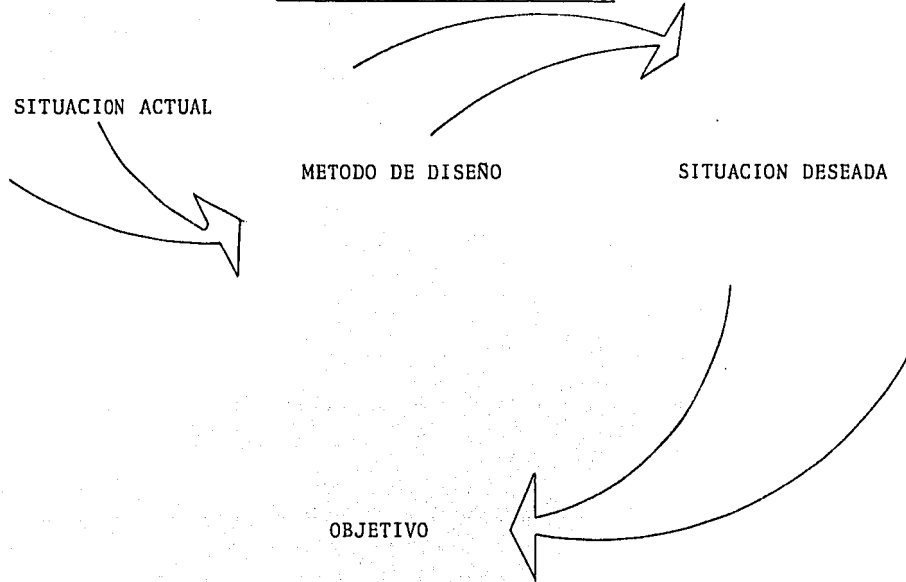 SITUACION ACTUAL
METODO DE DISEÑO
SITUACION DESEADA
OBJETIVO